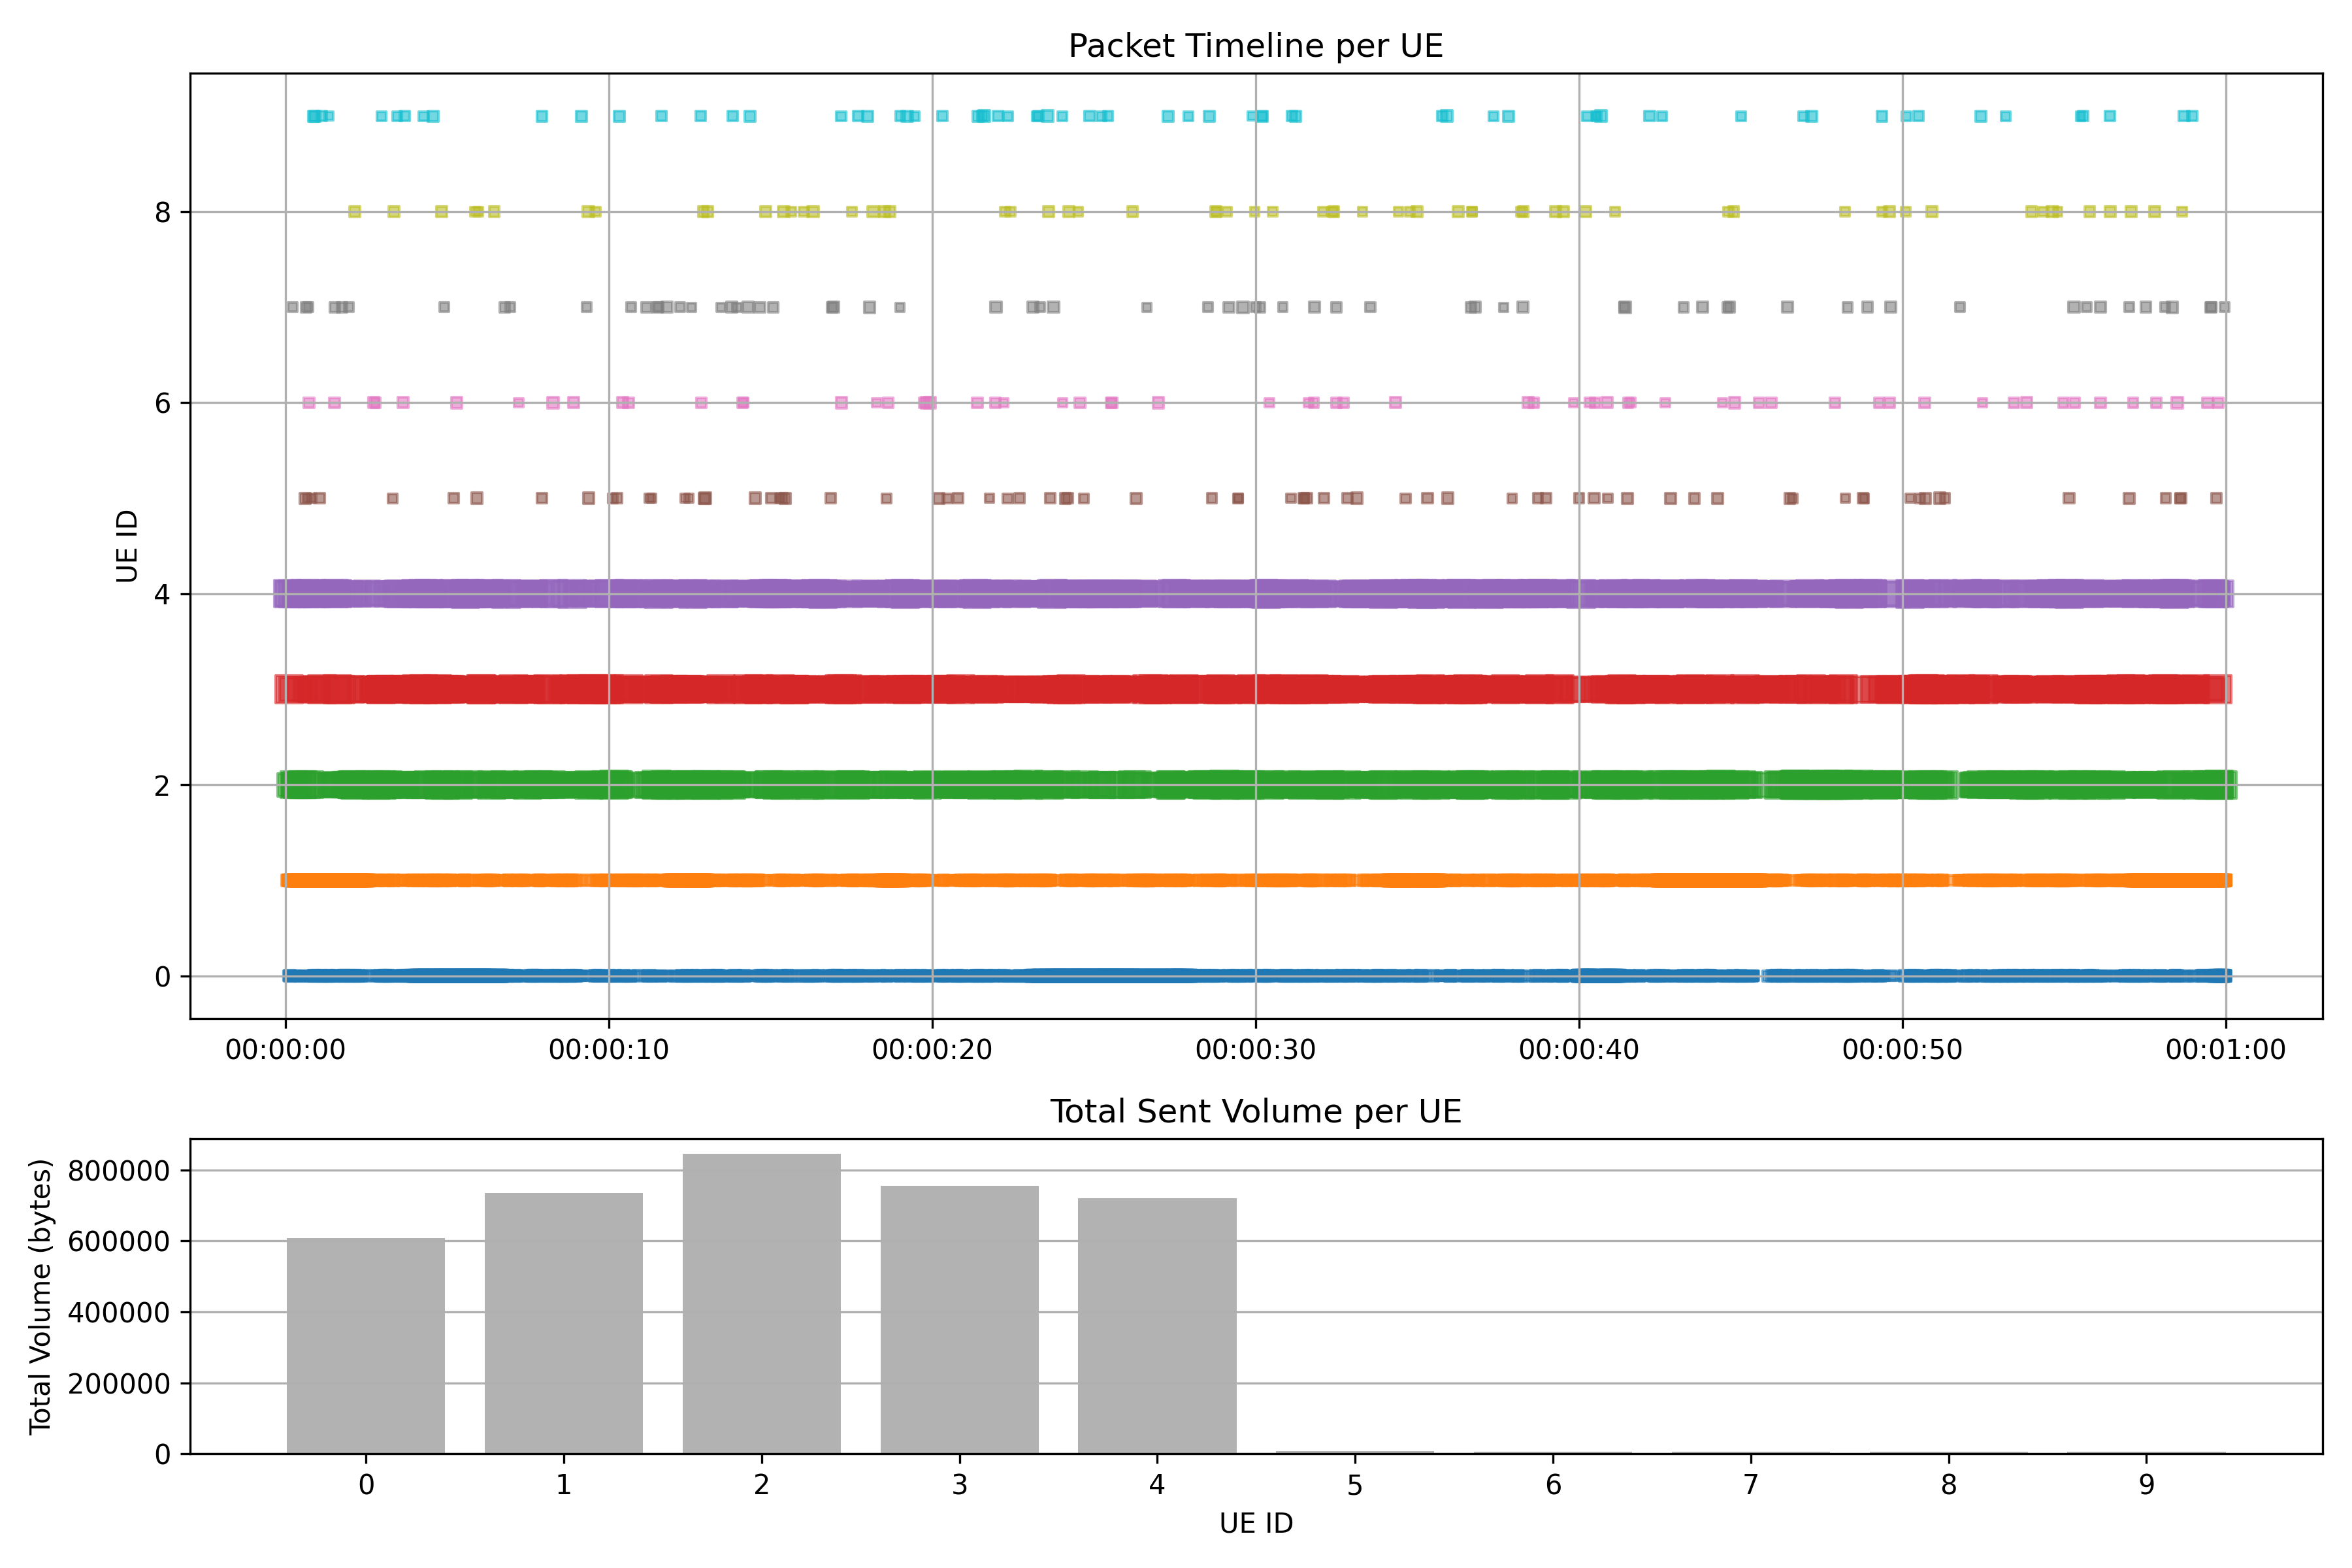 Packet Timeline per UE
UE ID
8
6
4
2
0
00:00:00 00:00:10 00:00:20 00:00:30 00:00:40 00:00:50 00:01:00
Total Sent Volume per UE
Total Volume (bytes)
800000
600000
400000
200000
0
0 1 2 3 4 5 6 7 8 9
UE ID